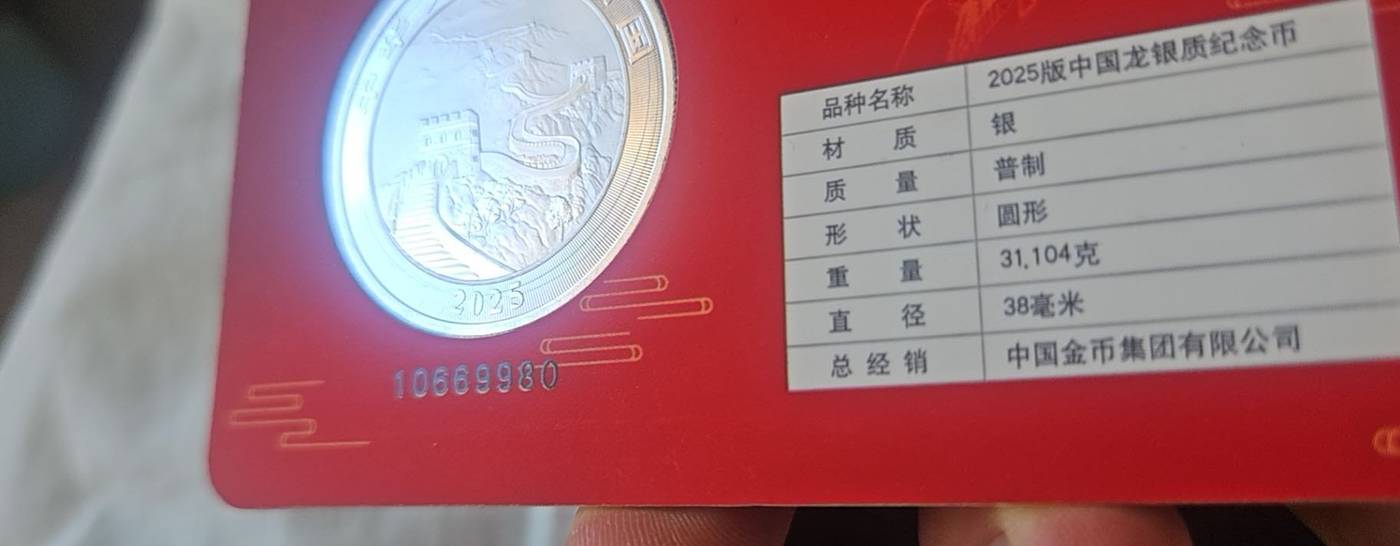 国
2025
10669980
品种名称 2025版中国龙银质纪念币
材 质 银
质 量 普制
形 状 圆形
重 量 31.104克
直 径 38毫米
总 经 销 中国金币集团有限公司